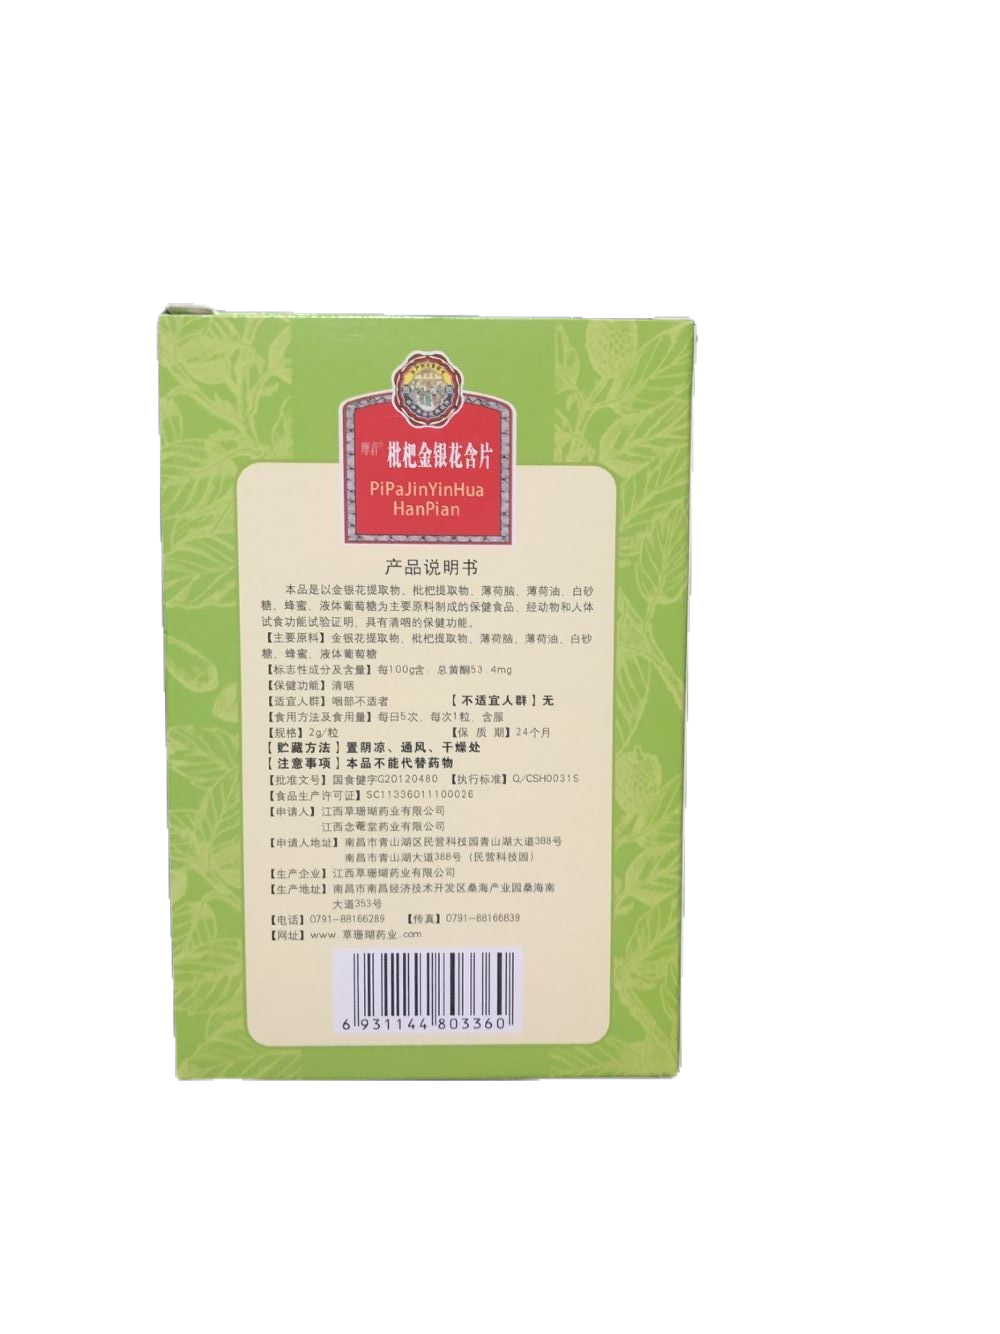 枇杷金银花含片
PiPaJinYinHua
HanPian
产品说明书
本品是以金银花提取物、枇杷提取物、薄荷脑、薄荷油、白砂
糖、蜂蜜、液体葡萄糖为主要原料制成的保健食品，经动物和人体
试食功能试验证明，具有清咽的保健功能。
【主要原料】金银花提取物、枇杷提取物、薄荷脑、薄荷油、白砂
糖、蜂蜜、液体葡萄糖
【标志性成分及含量】每100g含：总黄酮53.4mg
【保健功能】清咽
【适宜人群】咽部不适者 【不适宜人群】无
【食用方法及食用量】每日5次，每次1粒，含服
【规格】2g/粒 【保 质 期】24个月
【贮藏方法】置阴凉、通风、干燥处
【注意事项】本品不能代替药物
【批准文号】国食健字G20120480 【执行标准】Q/CSH0031S
【食品生产许可证】SC11336011100026
【申请人】江西草珊瑚药业有限公司
江西念菴堂药业有限公司
【申请人地址】南昌市青山湖区民营科技园青山湖大道388号
南昌市青山湖大道388号（民营科技园）
【生产企业】江西草珊瑚药业有限公司
【生产地址】南昌市南昌经济技术开发区桑海产业园桑海南
大道353号
【电话】0791-88166289 【传真】0791-88166839
【网址】www.草珊瑚药业.com
6 931144 803360